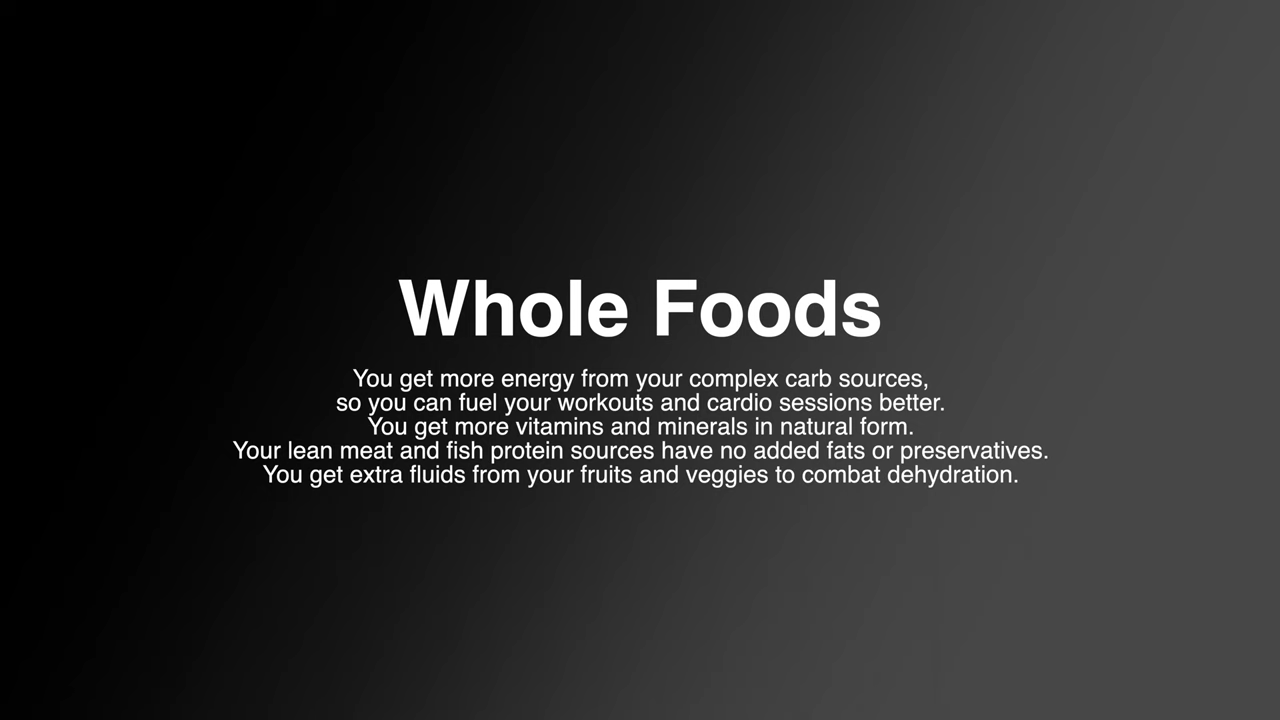 Whole Foods
You get more energy from your complex carb sources,
so you can fuel your workouts and cardio sessions better.
You get more vitamins and minerals in natural form.
Your lean meat and fish protein sources have no added fats or preservatives.
You get extra fluids from your fruits and veggies to combat dehydration.